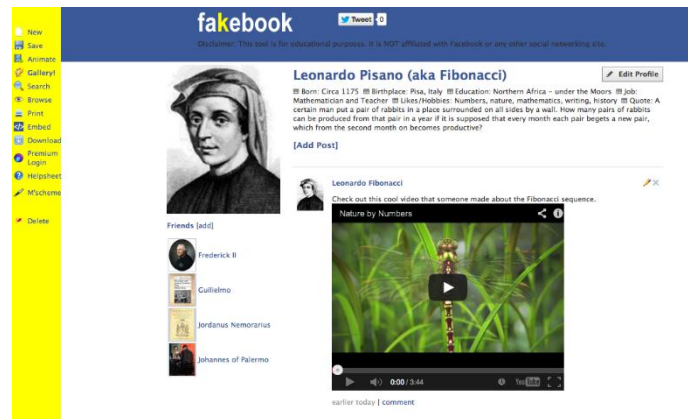 fakebook
Tweet 0
Disclaimer: This tool is for educational purposes. It is NOT affiliated with Facebook or any other social networking site.
New
Save
Animate
Gallery!
Search
Browse
Print
Embed
Download
Premium
Login
Helpsheet
M'scheme
Delete
Leonardo Pisano (aka Fibonacci)
Edit Profile
Born: Circa 1175 Birthplace: Pisa, Italy Education: Northern Africa – under the Moors Job:
Mathematician and Teacher Likes/Hobbies: Numbers, nature, mathematics, writing, history Quote: A
certain man put a pair of rabbits in a place surrounded on all sides by a wall. How many pairs of rabbits
can be produced from that pair in a year if it is supposed that every month each pair begets a new pair,
which from the second month on becomes productive?
[Add Post]
Leonardo Fibonacci
Check out this cool video that someone made about the Fibonacci sequence.
Nature by Numbers
0:00 / 3:44
YouTube
earlier today | comment
Friends [add]
Frederick II
Guilielmo
Jordanus Nemorarius
Johannes of Palermo